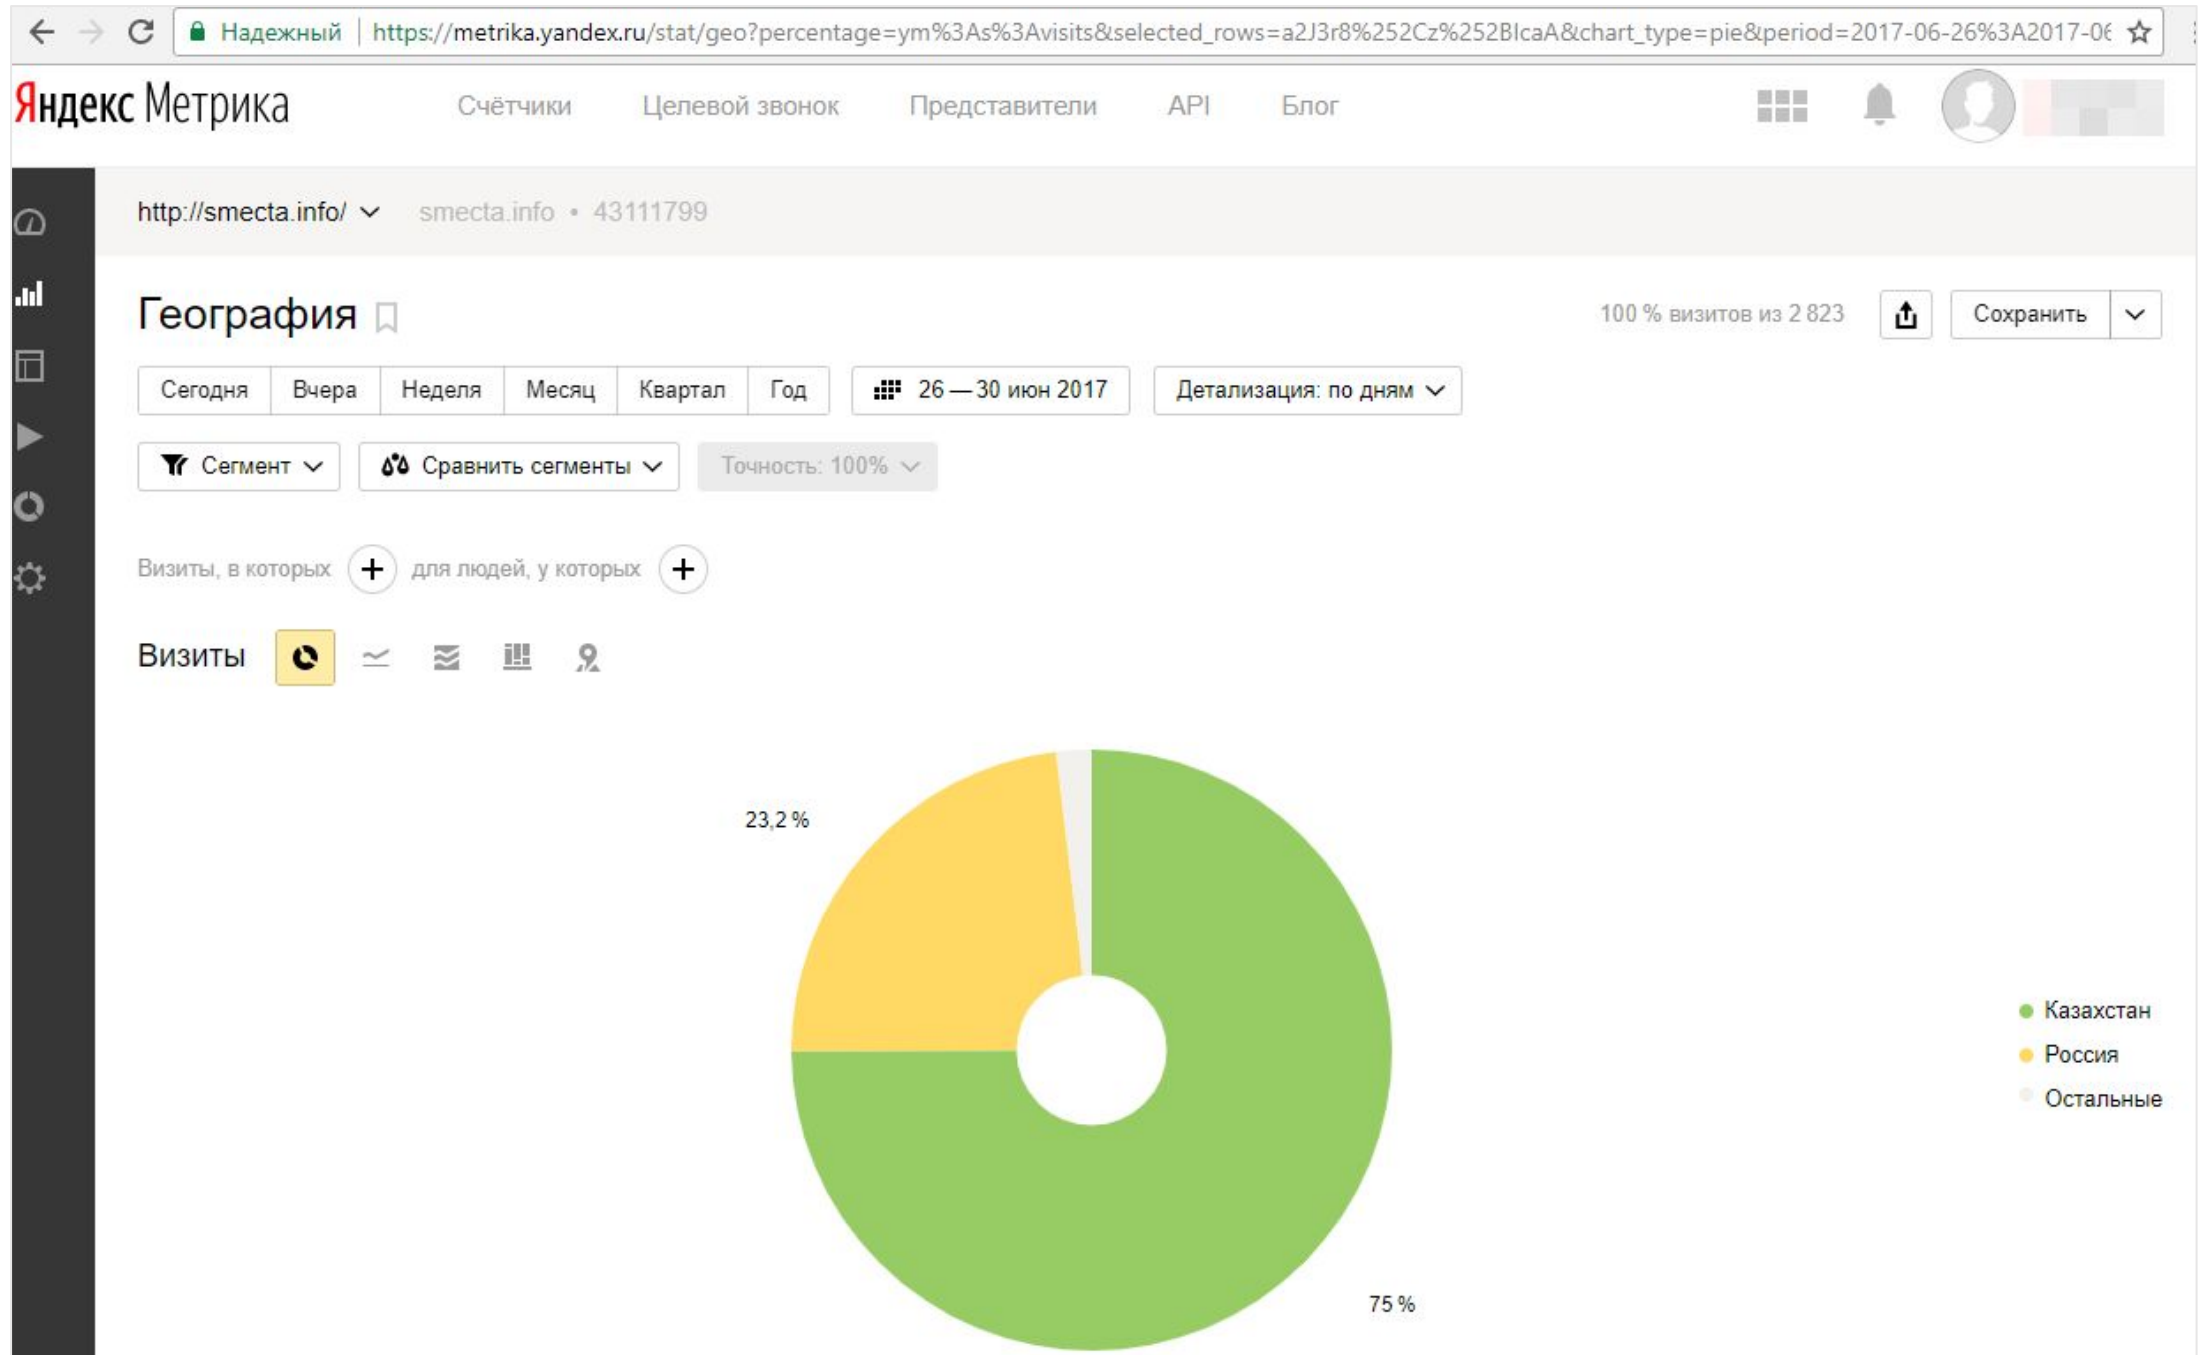 Надежный | https://metrika.yandex.ru/stat/geo?percentage=ym%3As%3Avisits&selected_rows=a2J3r8%252Cz%252BlcaA&chart_type=pie&period=2017-06-26%3A2017-06
Яндекс Метрика Счётчики Целевой звонок Представители API Блог
http://smecta.info/ smecta.info • 43111799
География 100 % визитов из 2 823 Сохранить
Сегодня Вчера Неделя Месяц Квартал Год 26 — 30 июн 2017 Детализация: по дням
Сегмент Сравнить сегменты Точность: 100%
Визиты, в которых + для людей, у которых +
Визиты
23,2 %
Казахстан
Россия
Остальные
75 %